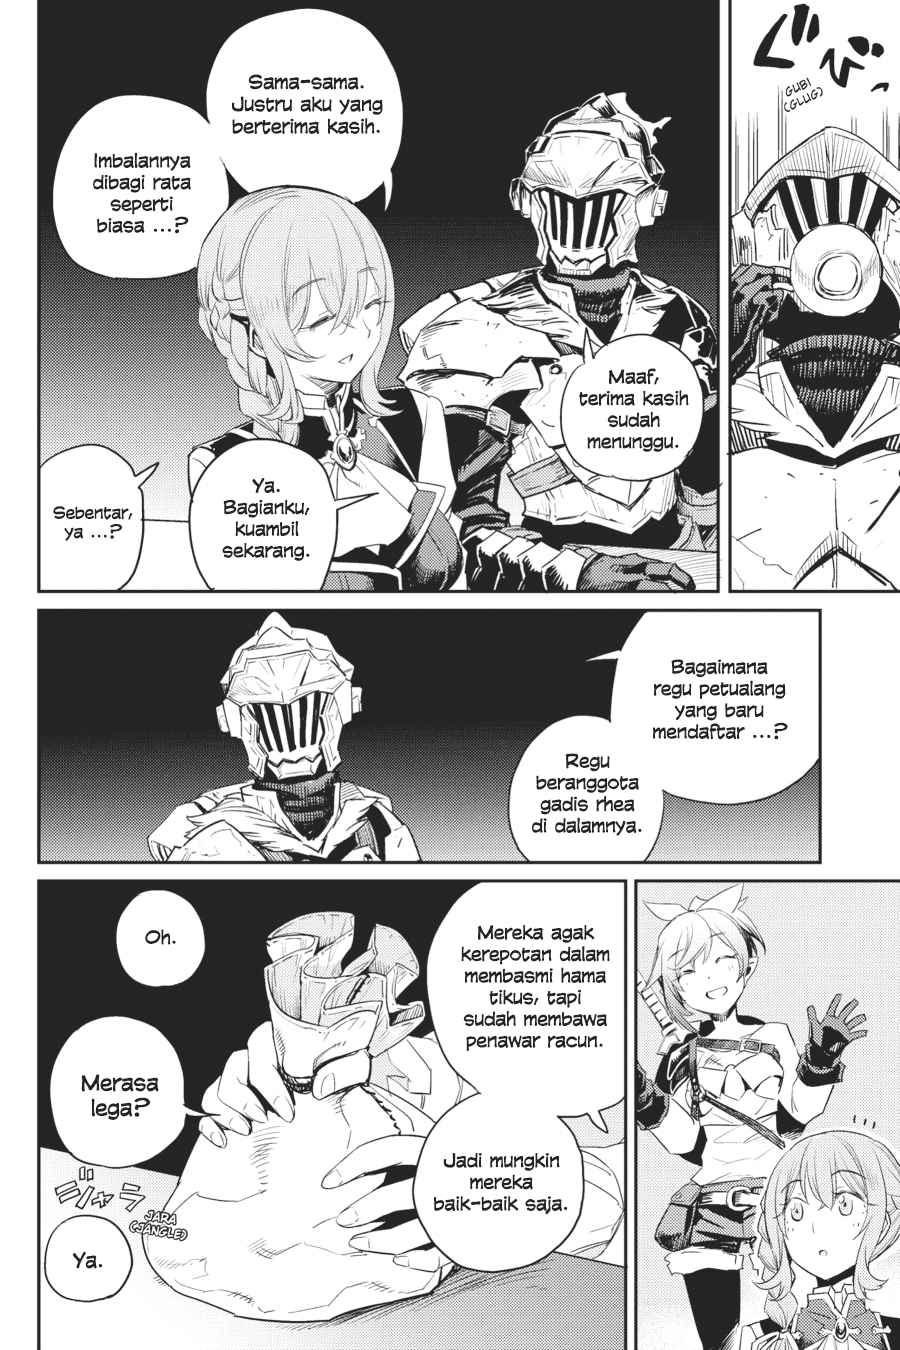 ぐび
GUBI
(GLUG)
Sama-sama.
Justru aku yang
berterima kasih.
Imbalannya
dibagi rata
seperti
biasa ...?
Maaf,
terima kasih
sudah
menunggu.
Ya.
Bagianku,
kuambil
sekarang.
Sebentar,
ya ...?
Bagaimana
regu petualang
yang baru
mendaftar ...?
Regu
beranggota
gadis rhea
di dalamnya.
Mereka agak
kerepotan dalam
membasmi hama
tikus, tapi
sudah membawa
penawar racun.
Jadi mungkin
mereka
baik-baik saja.
Oh.
Merasa
lega?
ジャラ
JARA
(JANGLE)
Ya.